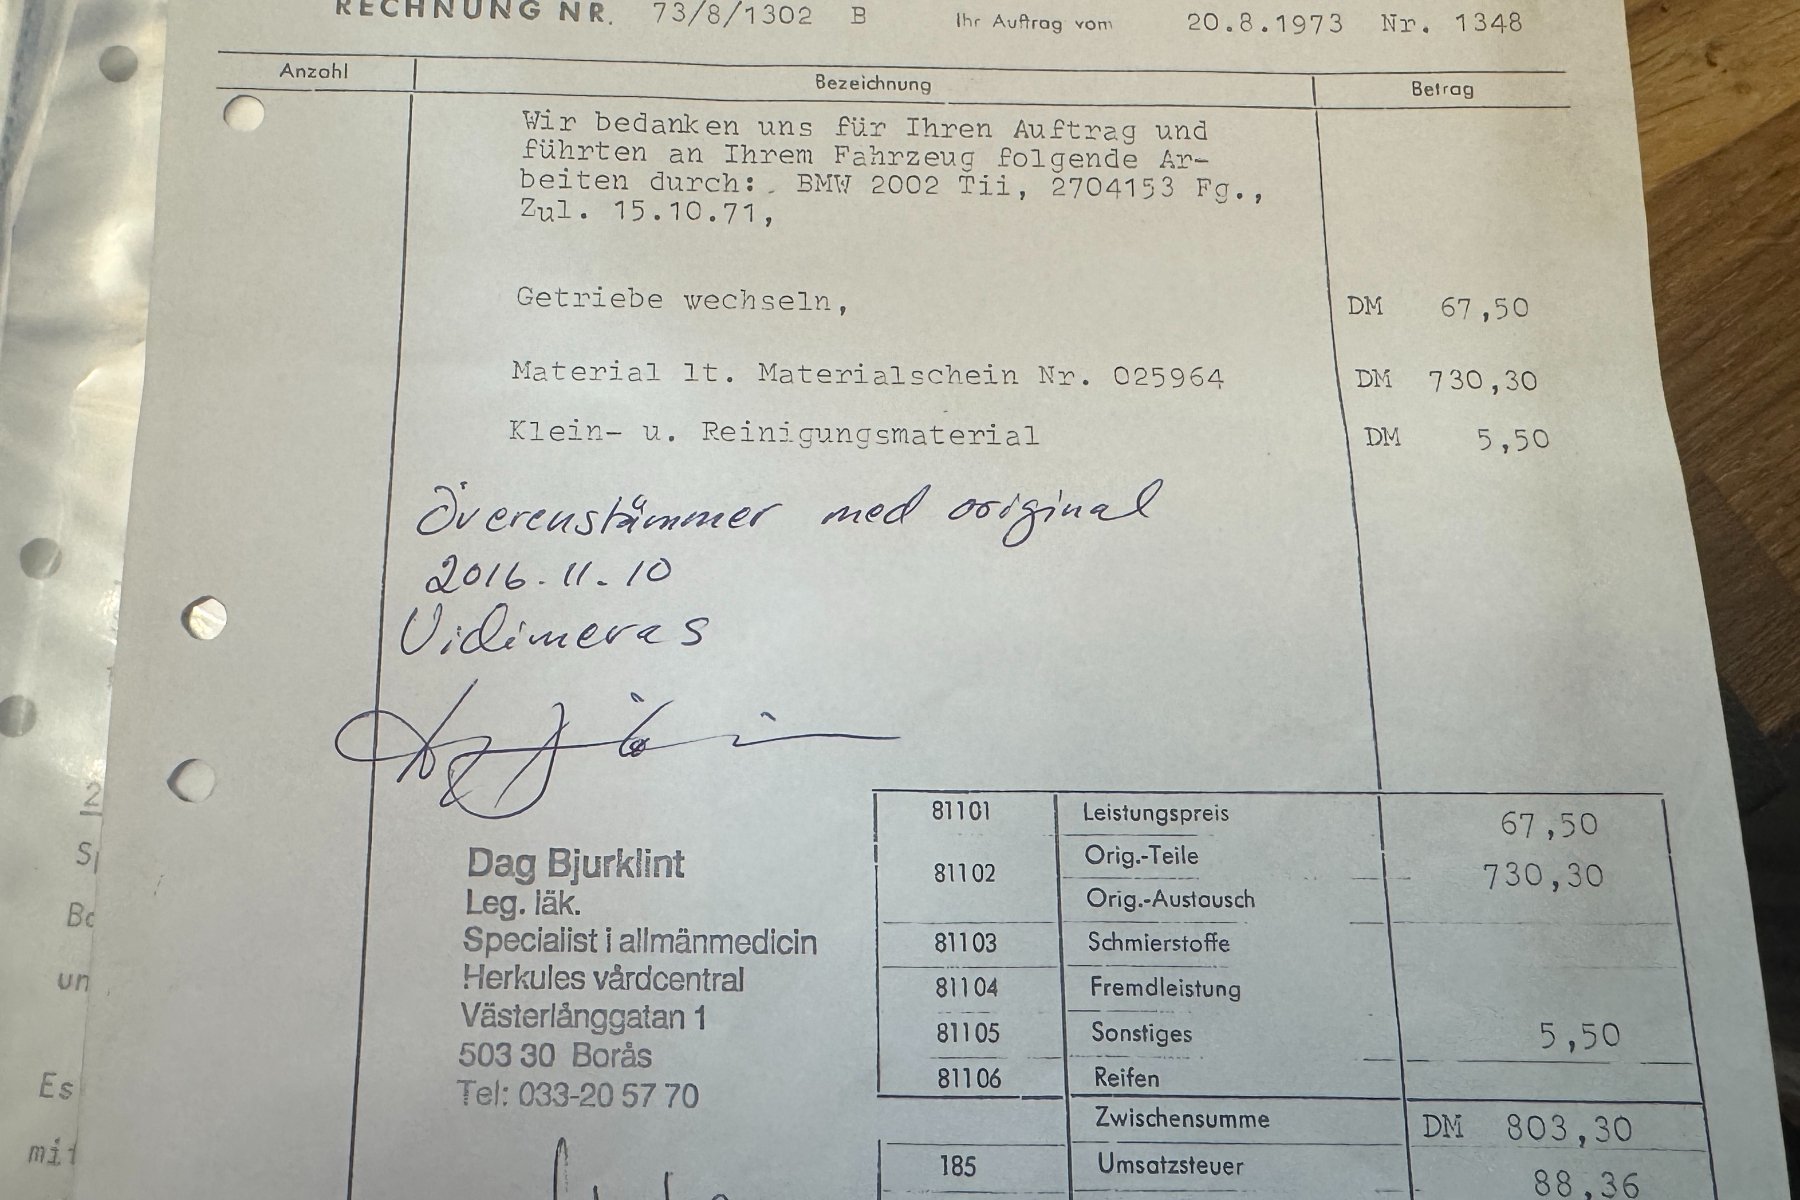 RECHNUNG NR. 73/8/1302 B Ihr Auftrag vom 20.8.1973 Nr. 1348
Anzahl Bezeichnung Betrag
Wir bedanken uns für Ihren Auftrag und
führten an Ihrem Fahrzeug folgende Ar-
beiten durch: BMW 2002 Tii, 2704153 Fg.,
Zul. 15.10.71,
Getriebe wechseln, DM 67,50
Material lt. Materialschein Nr. 025964 DM 730,30
Klein- u. Reinigungsmaterial DM 5,50
Överenstämmer med original
2016.11.10
Vidimeras
Dag Bjurklint
Leg. läk.
Specialist i allmänmedicin
Herkules vårdcentral
Västerlånggatan 1
503 30 Borås
Tel: 033-20 57 70
81101 Leistungspreis 67,50
81102 Orig.-Teile 730,30
Orig.-Austausch
81103 Schmierstoffe
81104 Fremdleistung
81105 Sonstiges 5,50
81106 Reifen
Zwischensumme DM 803,30
185 Umsatzsteuer 88,36
2
Es
mit